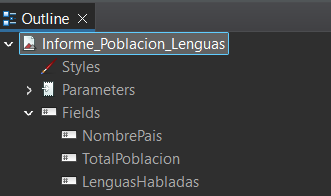 Outline
Informe_Poblacion_Lenguas
Styles
Parameters
Fields
NombrePais
TotalPoblacion
LenguasHabladas